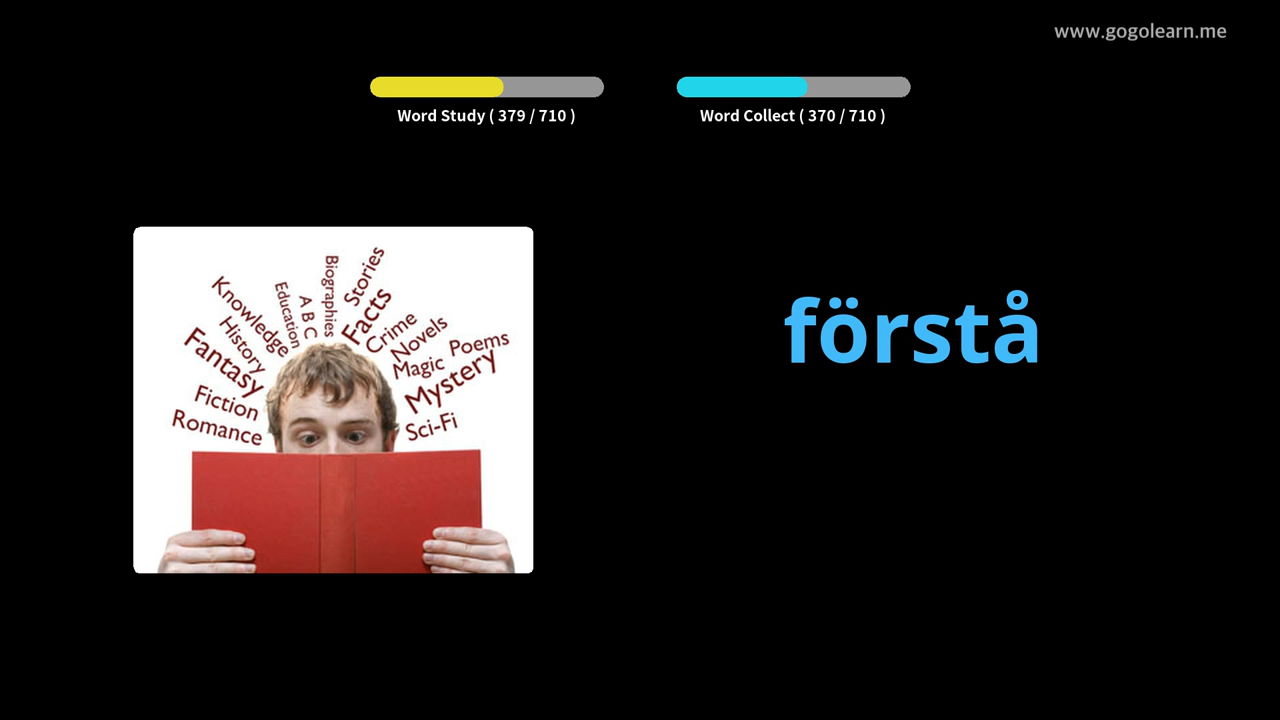 www.gogolearn.me
Word Study ( 379 / 710 )
Word Collect ( 370 / 710 )
förstå
Biographies
Stories
Education
A B C
Facts
Knowledge
Crime
History
Novels
Fantasy
Magic
Poems
Mystery
Fiction
Romance
Sci-Fi